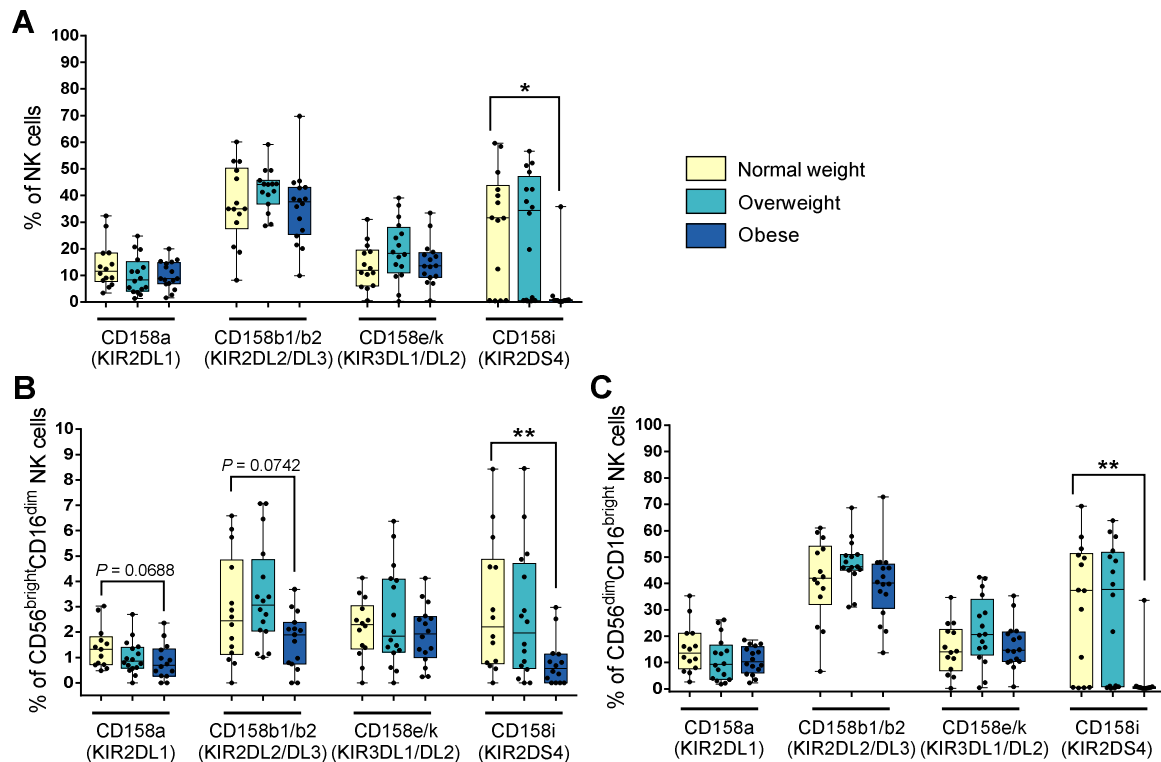 A
% of NK cells
100
90
80
70
60
50
40
30
20
10
0
*
CD158a
(KIR2DL1)
CD158b1/b2
(KIR2DL2/DL3)
CD158e/k
(KIR3DL1/DL2)
CD158i
(KIR2DS4)
Normal weight
Overweight
Obese
B
% of CD56brightCD16dim NK cells
10
9
8
7
6
5
4
3
2
1
0
P = 0.0688
P = 0.0742
**
CD158a
(KIR2DL1)
CD158b1/b2
(KIR2DL2/DL3)
CD158e/k
(KIR3DL1/DL2)
CD158i
(KIR2DS4)
C
% of CD56dimCD16bright NK cells
100
90
80
70
60
50
40
30
20
10
0
**
CD158a
(KIR2DL1)
CD158b1/b2
(KIR2DL2/DL3)
CD158e/k
(KIR3DL1/DL2)
CD158i
(KIR2DS4)